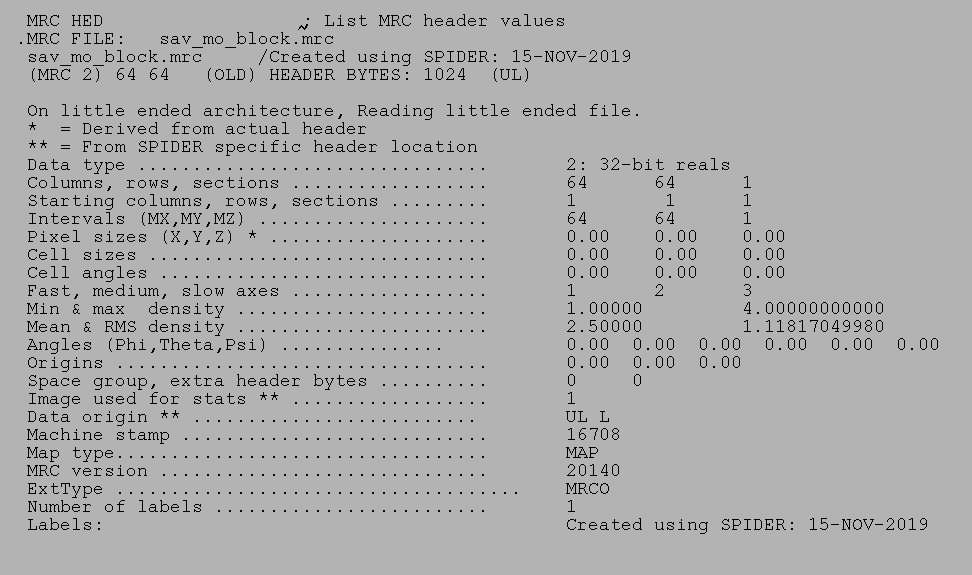 MRC HED                  ; List MRC header values
.MRC FILE:   sav_mo_block.mrc
sav_mo_block.mrc     /Created using SPIDER: 15-NOV-2019
(MRC 2) 64 64   (OLD) HEADER BYTES: 1024  (UL)
On little ended architecture, Reading little ended file.
*  = Derived from actual header
** = From SPIDER specific header location
Data type ................................ 2: 32-bit reals
Columns, rows, sections .................. 64 64 1
Starting columns, rows, sections ......... 1 1 1
Intervals (MX,MY,MZ) ..................... 64 64 1
Pixel sizes (X,Y,Z) * .................... 0.00 0.00 0.00
Cell sizes ............................... 0.00 0.00 0.00
Cell angles .............................. 0.00 0.00 0.00
Fast, medium, slow axes .................. 1 2 3
Min & max  density ....................... 1.00000 4.00000000000
Mean & RMS density ....................... 2.50000 1.11817049980
Angles (Phi,Theta,Psi) ............... 0.00 0.00 0.00 0.00 0.00 0.00
Origins .................................. 0.00 0.00 0.00
Space group, extra header bytes .......... 0 0
Image used for stats ** .................. 1
Data origin ** .......................... UL L
Machine stamp ............................ 16708
Map type.................................. MAP
MRC version .............................. 20140
ExtType ..................................... MRCO
Number of labels ......................... 1
Labels: Created using SPIDER: 15-NOV-2019